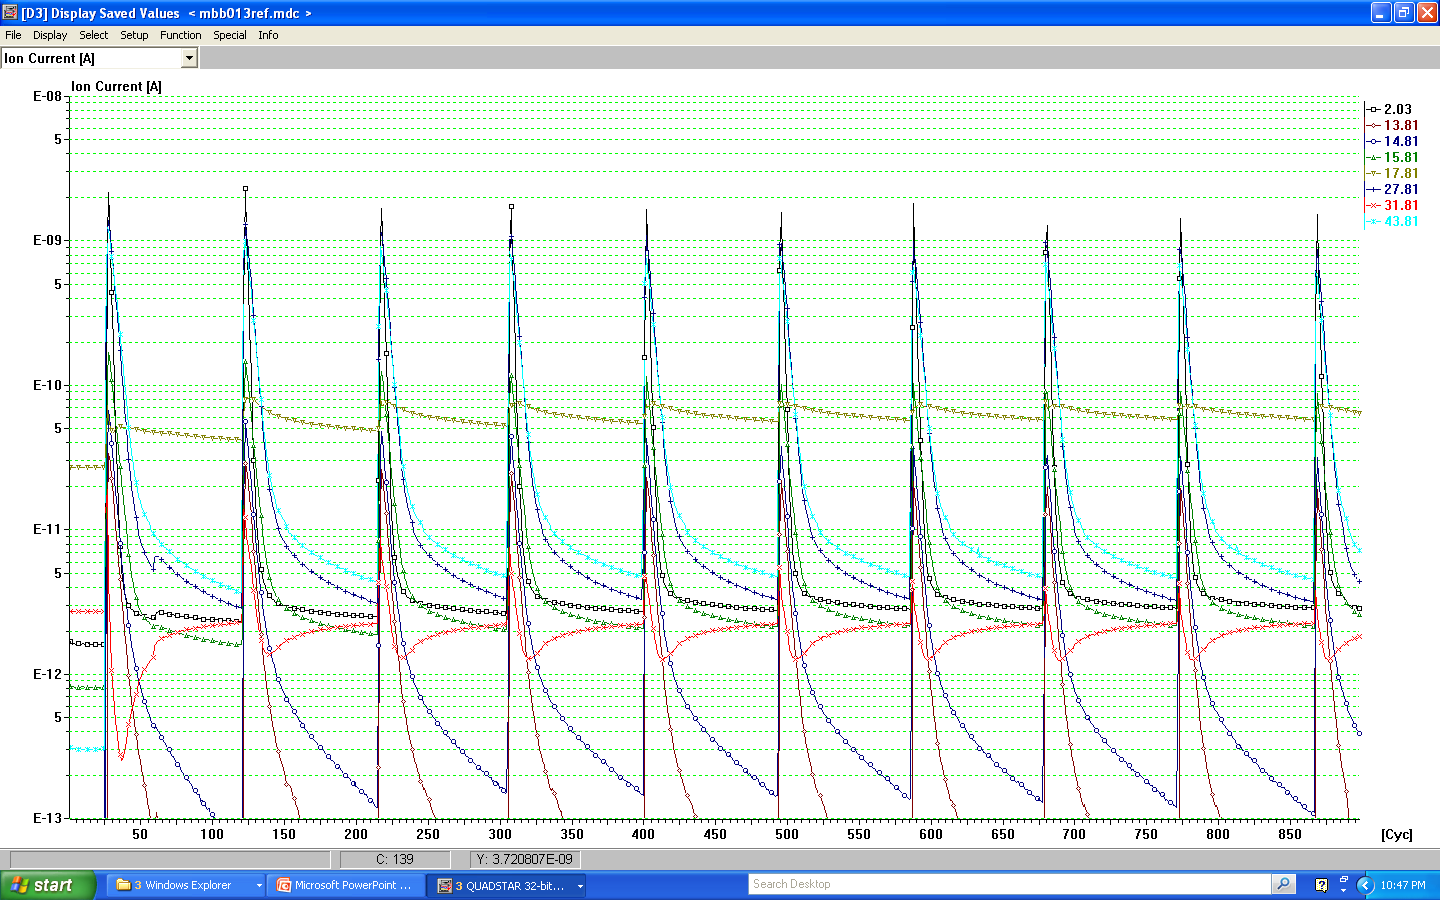 [D3] Display Saved Values  < mbb013ref.mdc >
File Display Select Setup Function Special Info
Ion Current [A]
Ion Current [A]
E-08
5
E-09
5
E-10
5
E-11
5
E-12
5
E-13
2.03
13.81
14.81
15.81
17.81
27.81
31.81
43.81
50 100 150 200 250 300 350 400 450 500 550 600 650 700 750 800 850 [Cyc]
C: 139 Y: 3.720807E-09
start 3 Windows Explorer Microsoft PowerPoint ... 3 QUADSTAR 32-bit... Search Desktop ? 10:47 PM